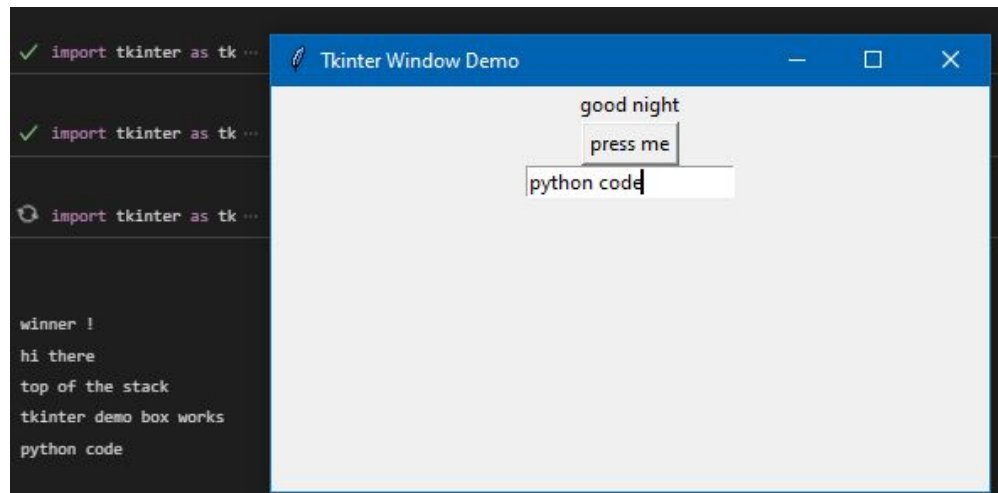 import tkinter as tk ...
import tkinter as tk ...
import tkinter as tk ...
winner !
hi there
top of the stack
tkinter demo box works
python code
Tkinter Window Demo
good night
press me
python code